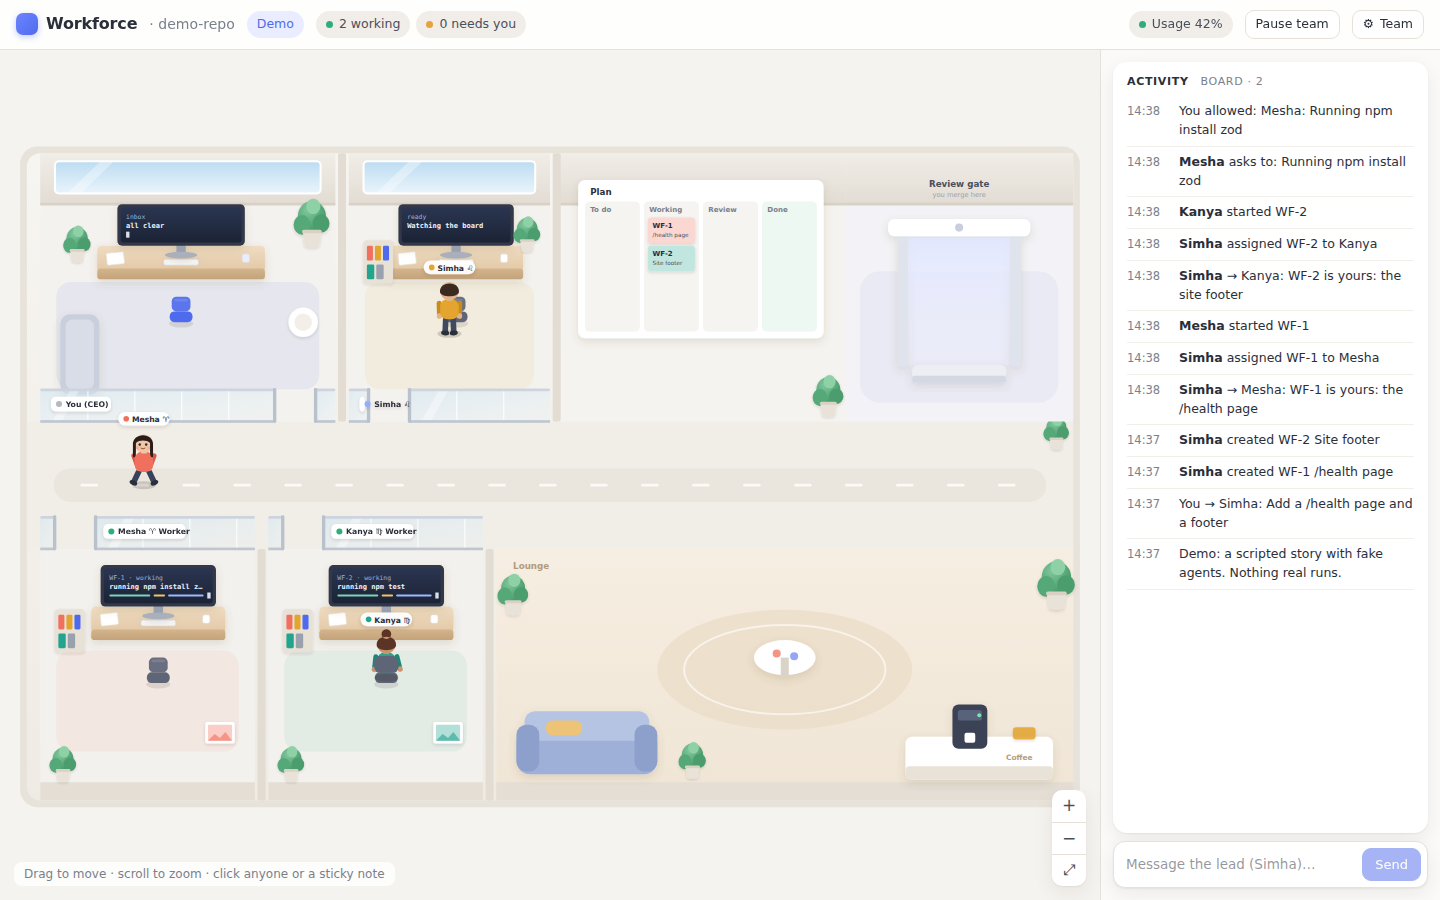 Workforce · demo-repo Demo 2 working 0 needs you Usage 42% Pause team ⚙ Team
inbox
all clear
ready
Watching the board
Simha ♌
Plan
To do Working Review Done
WF-1
/health page
WF-2
Site footer
Review gate
you merge here
You (CEO)
Simha
Mesha ♈
Mesha ♈ Worker
Kanya ♍ Worker
WF-1 · working
running npm install z…
WF-2 · working
running npm test
Kanya ♍
Lounge
Coffee
Drag to move · scroll to zoom · click anyone or a sticky note
+
−
⤢
ACTIVITY BOARD · 2
14:38 You allowed: Mesha: Running npm
install zod
14:38 Mesha asks to: Running npm install
zod
14:38 Kanya started WF-2
14:38 Simha assigned WF-2 to Kanya
14:38 Simha → Kanya: WF-2 is yours: the
site footer
14:38 Mesha started WF-1
14:38 Simha assigned WF-1 to Mesha
14:38 Simha → Mesha: WF-1 is yours: the
/health page
14:37 Simha created WF-2 Site footer
14:37 Simha created WF-1 /health page
14:37 You → Simha: Add a /health page and
a footer
14:37 Demo: a scripted story with fake
agents. Nothing real runs.
Message the lead (Simha)… Send